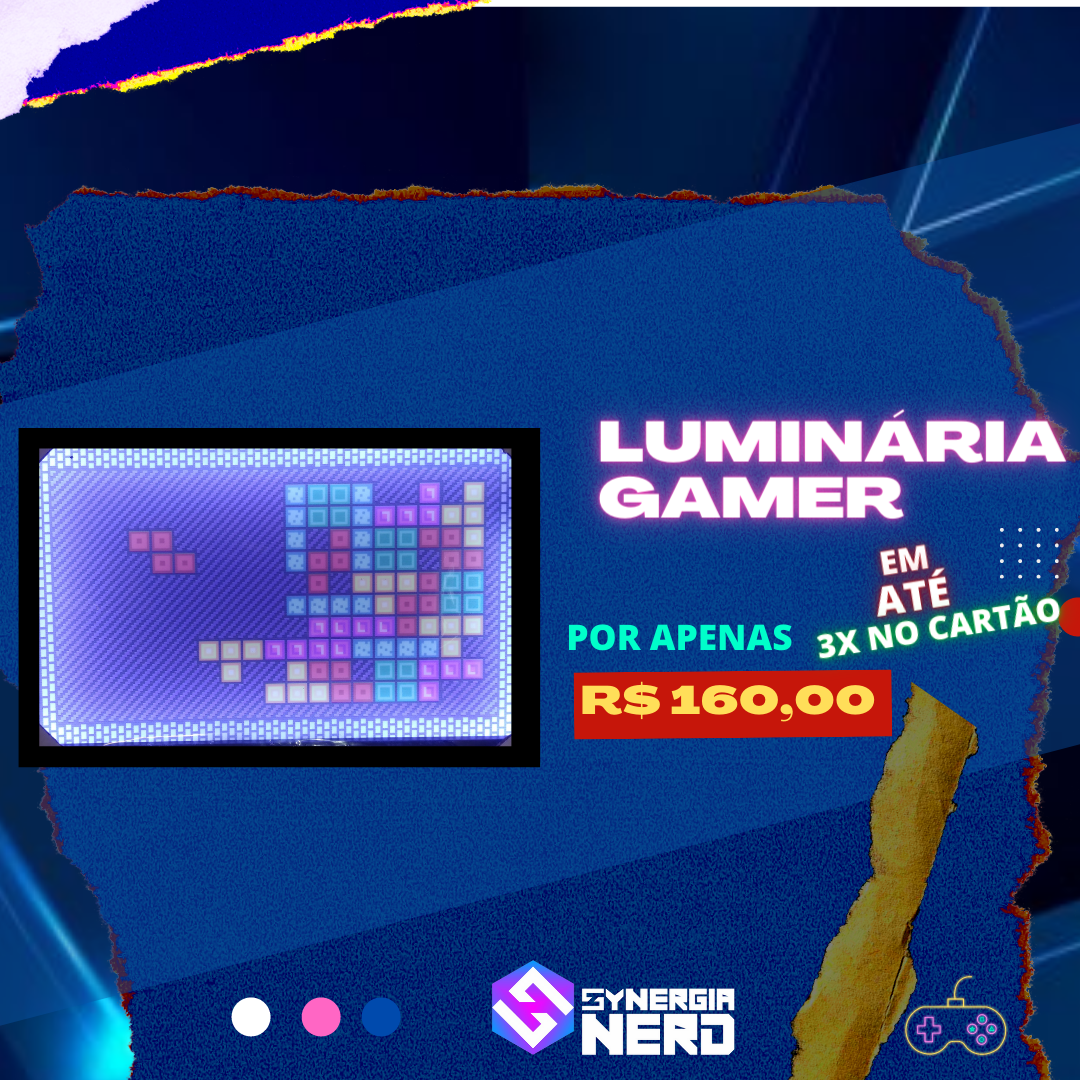 LUMINÁRIA
GAMER
EM
ATÉ
3X NO CARTÃO
POR APENAS
R$ 160,00
SYNERGIA
NERD